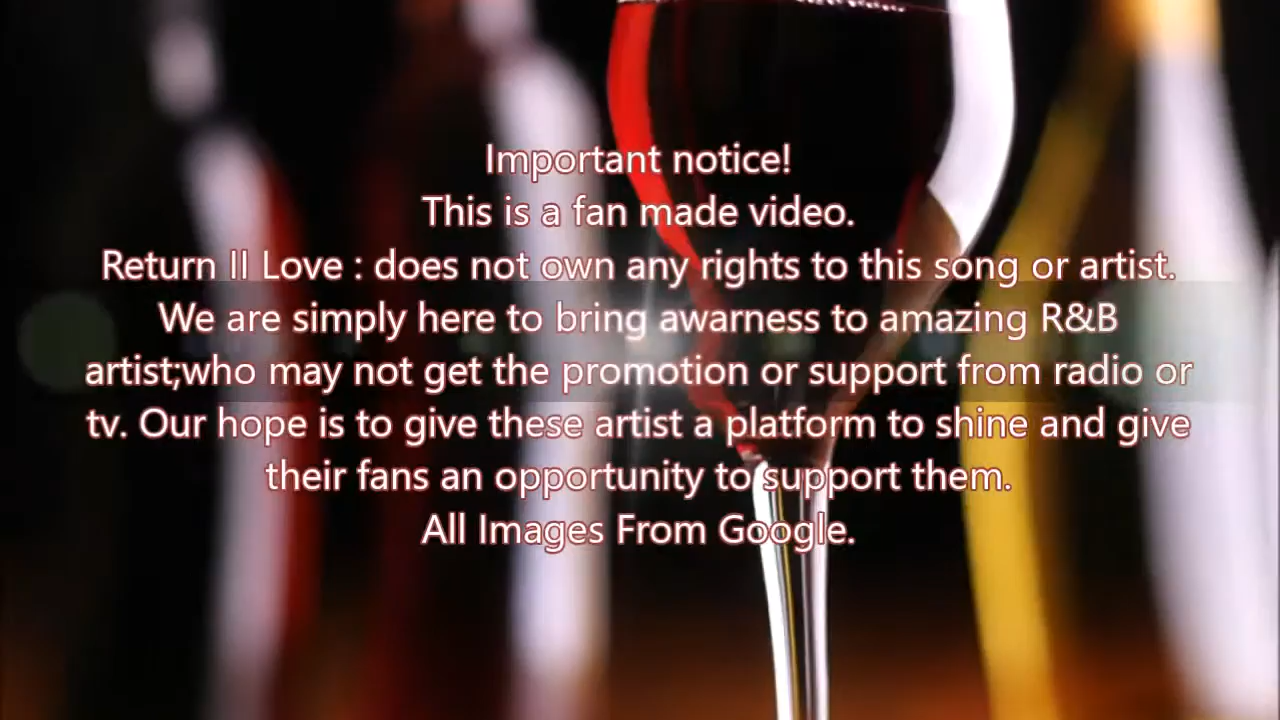 Important notice!
This is a fan made video.
Return II Love : does not own any rights to this song or artist.
We are simply here to bring awarness to amazing R&B
artist;who may not get the promotion or support from radio or
tv. Our hope is to give these artist a platform to shine and give
their fans an opportunity to support them.
All Images From Google.